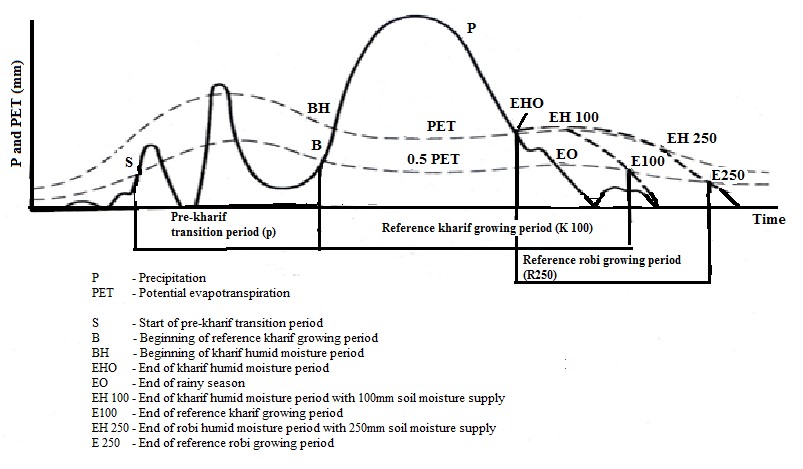 P and PET (mm)
P
BH
EHO
EH 100
PET
EH 250
B
0.5 PET
EO
S
E100
E250
Time
Pre-kharif
transition period (p)
Reference kharif growing period (K 100)
Reference robi growing period
(R250)
P - Precipitation
PET - Potential evapotranspiration
S - Start of pre-kharif transition period
B - Beginning of reference kharif growing period
BH - Beginning of kharif humid moisture period
EHO - End of kharif humid moisture period
EO - End of rainy season
EH 100 - End of kharif humid moisture period with 100mm soil moisture supply
E100 - End of reference kharif growing period
EH 250 - End of robi humid moisture period with 250mm soil moisture supply
E 250 - End of reference robi growing period